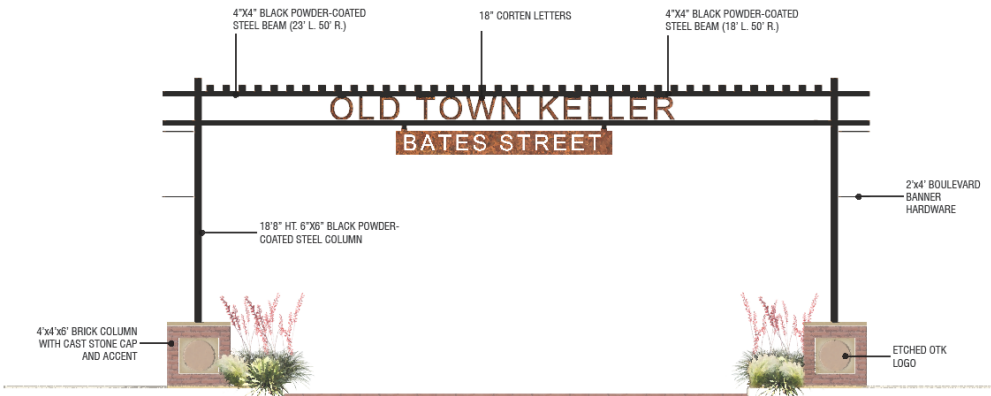 4"X4" BLACK POWDER-COATED
STEEL BEAM (23' L. 50' R.)
18" CORTEN LETTERS
4"X4" BLACK POWDER-COATED
STEEL BEAM (18' L. 50' R.)
OLD TOWN KELLER
BATES STREET
2'x4' BOULEVARD
BANNER
HARDWARE
18'8" HT. 6"X6" BLACK POWDER-
COATED STEEL COLUMN
4'x4'x6' BRICK COLUMN
WITH CAST STONE CAP
AND ACCENT
ETCHED OTK
LOGO